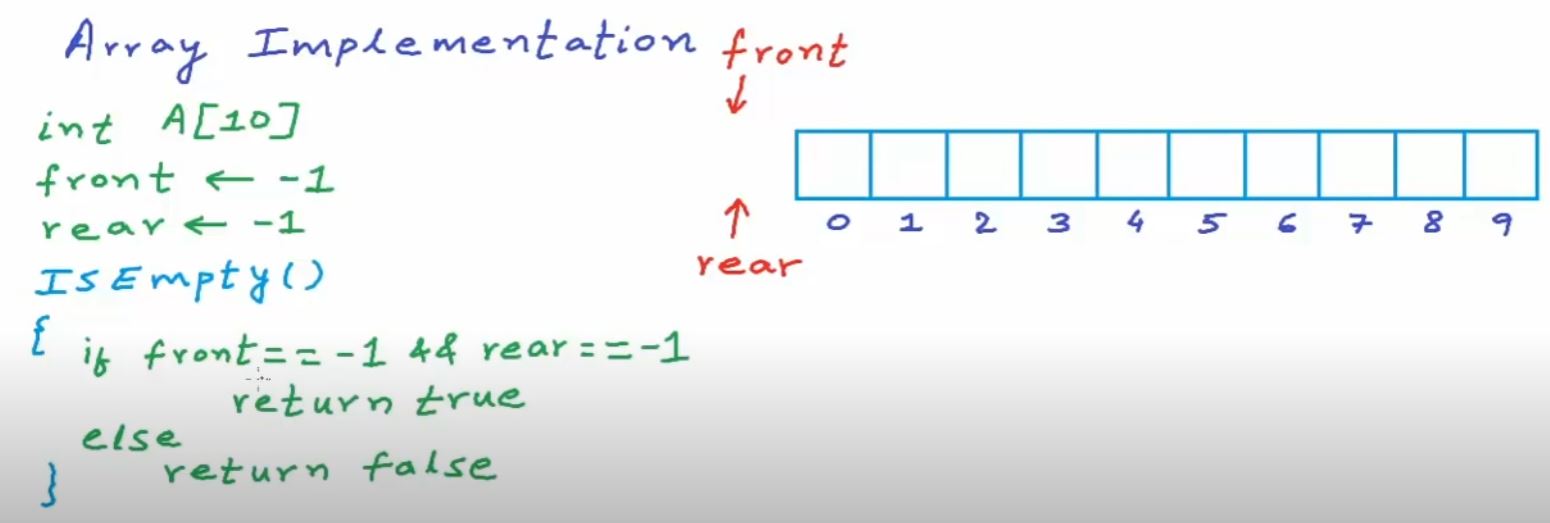 Array Implementation
front
↓
int A[10]
front ← -1
rear ← -1
↑
rear
0 1 2 3 4 5 6 7 8 9
ISEmpty()
{
if front== -1 && rear==-1
return true
else
return false
}